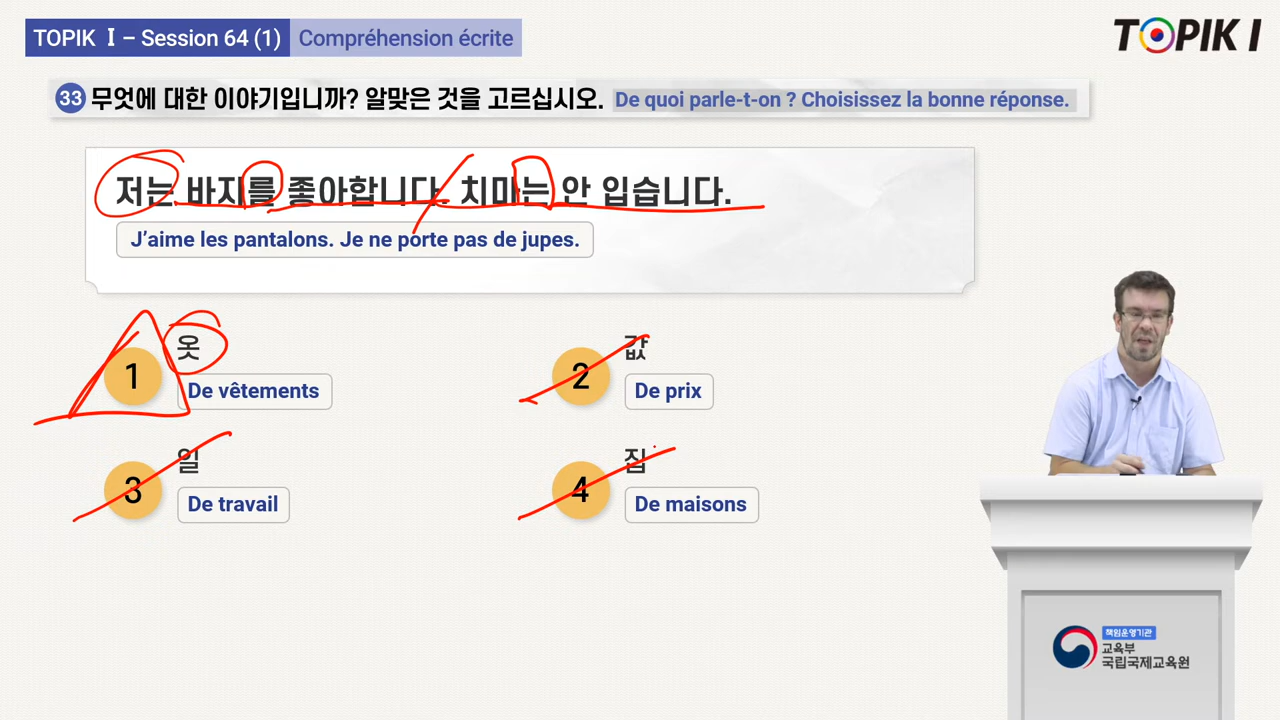 TOPIK Ⅰ – Session 64 (1) Compréhension écrite
TOPIK I
33 무엇에 대한 이야기입니까? 알맞은 것을 고르십시오. De quoi parle-t-on ? Choisissez la bonne réponse.
저는 바지를 좋아합니다. 치마는 안 입습니다.
J’aime les pantalons. Je ne porte pas de jupes.
1 옷
De vêtements
2 값
De prix
3 일
De travail
4 집
De maisons
책임운영기관
교육부
국립국제교육원